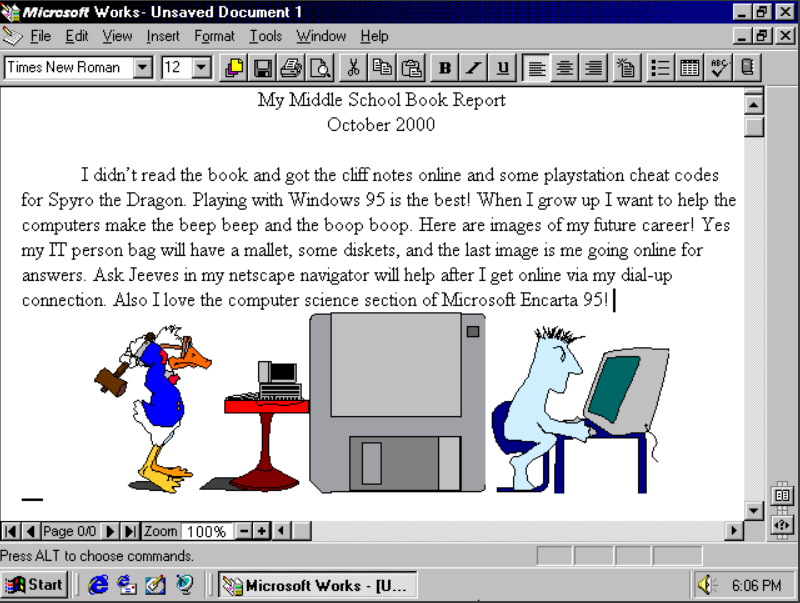 Microsoft Works- Unsaved Document 1
File Edit View Insert Format Tools Window Help
Times New Roman 12 B I U ABC
My Middle School Book Report
October 2000
I didn't read the book and got the cliff notes online and some playstation cheat codes
for Spyro the Dragon. Playing with Windows 95 is the best! When I grow up I want to help the
computers make the beep beep and the boop boop. Here are images of my future career! Yes
my IT person bag will have a mallet, some diskets, and the last image is me going online for
answers. Ask Jeeves in my netscape navigator will help after I get online via my dial-up
connection. Also I love the computer science section of Microsoft Encarta 95!
Page 0/0 Zoom 100%
Press ALT to choose commands.
Start Microsoft Works - [U... 6:06 PM